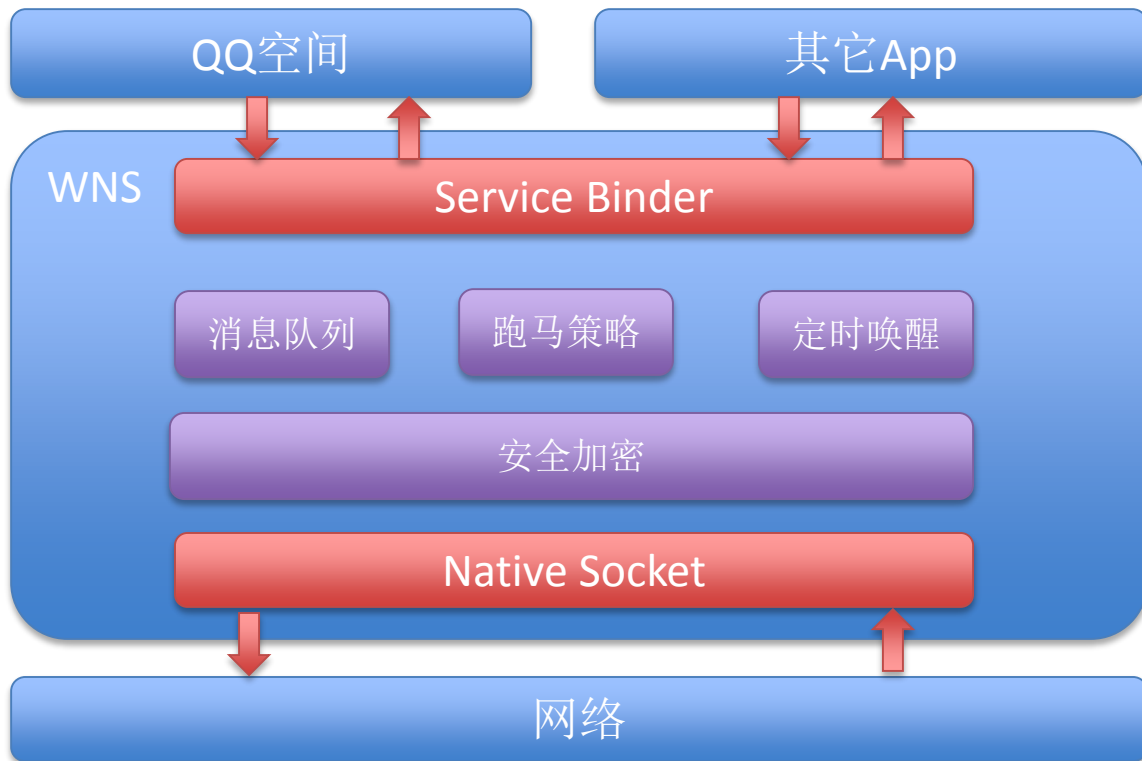 QQ空间
其它App
WNS
Service Binder
消息队列
跑马策略
定时唤醒
安全加密
Native Socket
网络